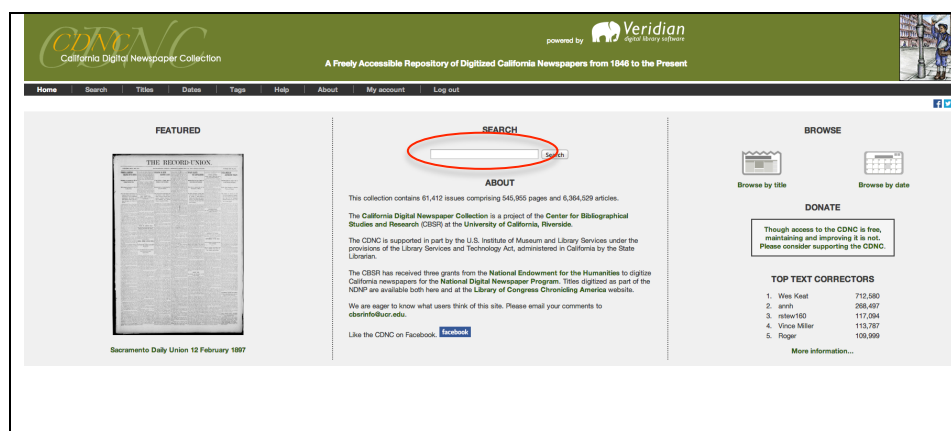 CDNC
California Digital Newspaper Collection
powered by Veridian
digital library software
A Freely Accessible Repository of Digitized California Newspapers from 1846 to the Present
Home Search Titles Dates Tags Help About My account Log out
FEATURED
THE RECORD-UNION.
Sacramento Daily Union 12 February 1897
SEARCH
Search
ABOUT
This collection contains 61,412 issues comprising 545,955 pages and 6,364,529 articles.
The California Digital Newspaper Collection is a project of the Center for Bibliographical
Studies and Research (CBSR) at the University of California, Riverside.
The CDNC is supported in part by the U.S. Institute of Museum and Library Services under the
provisions of the Library Services and Technology Act, administered in California by the State
Librarian.
The CBSR has received three grants from the National Endowment for the Humanities to digitize
California newspapers for the National Digital Newspaper Program. Titles digitized as part of the
NDNP are available both here and at the Library of Congress Chronicling America website.
We are eager to know what users think of this site. Please email your comments to
cbsrinfo@ucr.edu.
Like the CDNC on Facebook. facebook
BROWSE
Browse by title Browse by date
DONATE
Though access to the CDNC is free,
maintaining and improving it is not.
Please consider supporting the CDNC.
TOP TEXT CORRECTORS
1. Wes Keat 712,580
2. annh 268,497
3. rstew160 117,094
4. Vince Miller 113,787
5. Roger 109,999
More information...